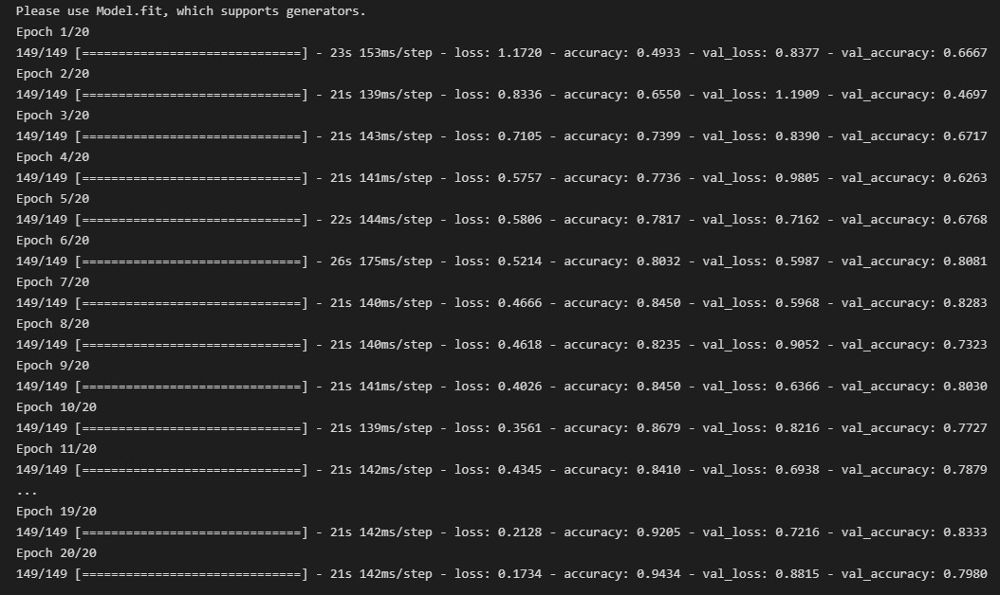 Please use Model.fit, which supports generators.
Epoch 1/20
149/149 [==============================] - 23s 153ms/step - loss: 1.1720 - accuracy: 0.4933 - val_loss: 0.8377 - val_accuracy: 0.6667
Epoch 2/20
149/149 [==============================] - 21s 139ms/step - loss: 0.8336 - accuracy: 0.6550 - val_loss: 1.1909 - val_accuracy: 0.4697
Epoch 3/20
149/149 [==============================] - 21s 143ms/step - loss: 0.7105 - accuracy: 0.7399 - val_loss: 0.8390 - val_accuracy: 0.6717
Epoch 4/20
149/149 [==============================] - 21s 141ms/step - loss: 0.5757 - accuracy: 0.7736 - val_loss: 0.9805 - val_accuracy: 0.6263
Epoch 5/20
149/149 [==============================] - 22s 144ms/step - loss: 0.5806 - accuracy: 0.7817 - val_loss: 0.7162 - val_accuracy: 0.6768
Epoch 6/20
149/149 [==============================] - 26s 175ms/step - loss: 0.5214 - accuracy: 0.8032 - val_loss: 0.5987 - val_accuracy: 0.8081
Epoch 7/20
149/149 [==============================] - 21s 140ms/step - loss: 0.4666 - accuracy: 0.8450 - val_loss: 0.5968 - val_accuracy: 0.8283
Epoch 8/20
149/149 [==============================] - 21s 140ms/step - loss: 0.4618 - accuracy: 0.8235 - val_loss: 0.9052 - val_accuracy: 0.7323
Epoch 9/20
149/149 [==============================] - 21s 141ms/step - loss: 0.4026 - accuracy: 0.8450 - val_loss: 0.6366 - val_accuracy: 0.8030
Epoch 10/20
149/149 [==============================] - 21s 139ms/step - loss: 0.3561 - accuracy: 0.8679 - val_loss: 0.8216 - val_accuracy: 0.7727
Epoch 11/20
149/149 [==============================] - 21s 142ms/step - loss: 0.4345 - accuracy: 0.8410 - val_loss: 0.6938 - val_accuracy: 0.7879
...
Epoch 19/20
149/149 [==============================] - 21s 142ms/step - loss: 0.2128 - accuracy: 0.9205 - val_loss: 0.7216 - val_accuracy: 0.8333
Epoch 20/20
149/149 [==============================] - 21s 142ms/step - loss: 0.1734 - accuracy: 0.9434 - val_loss: 0.8815 - val_accuracy: 0.7980